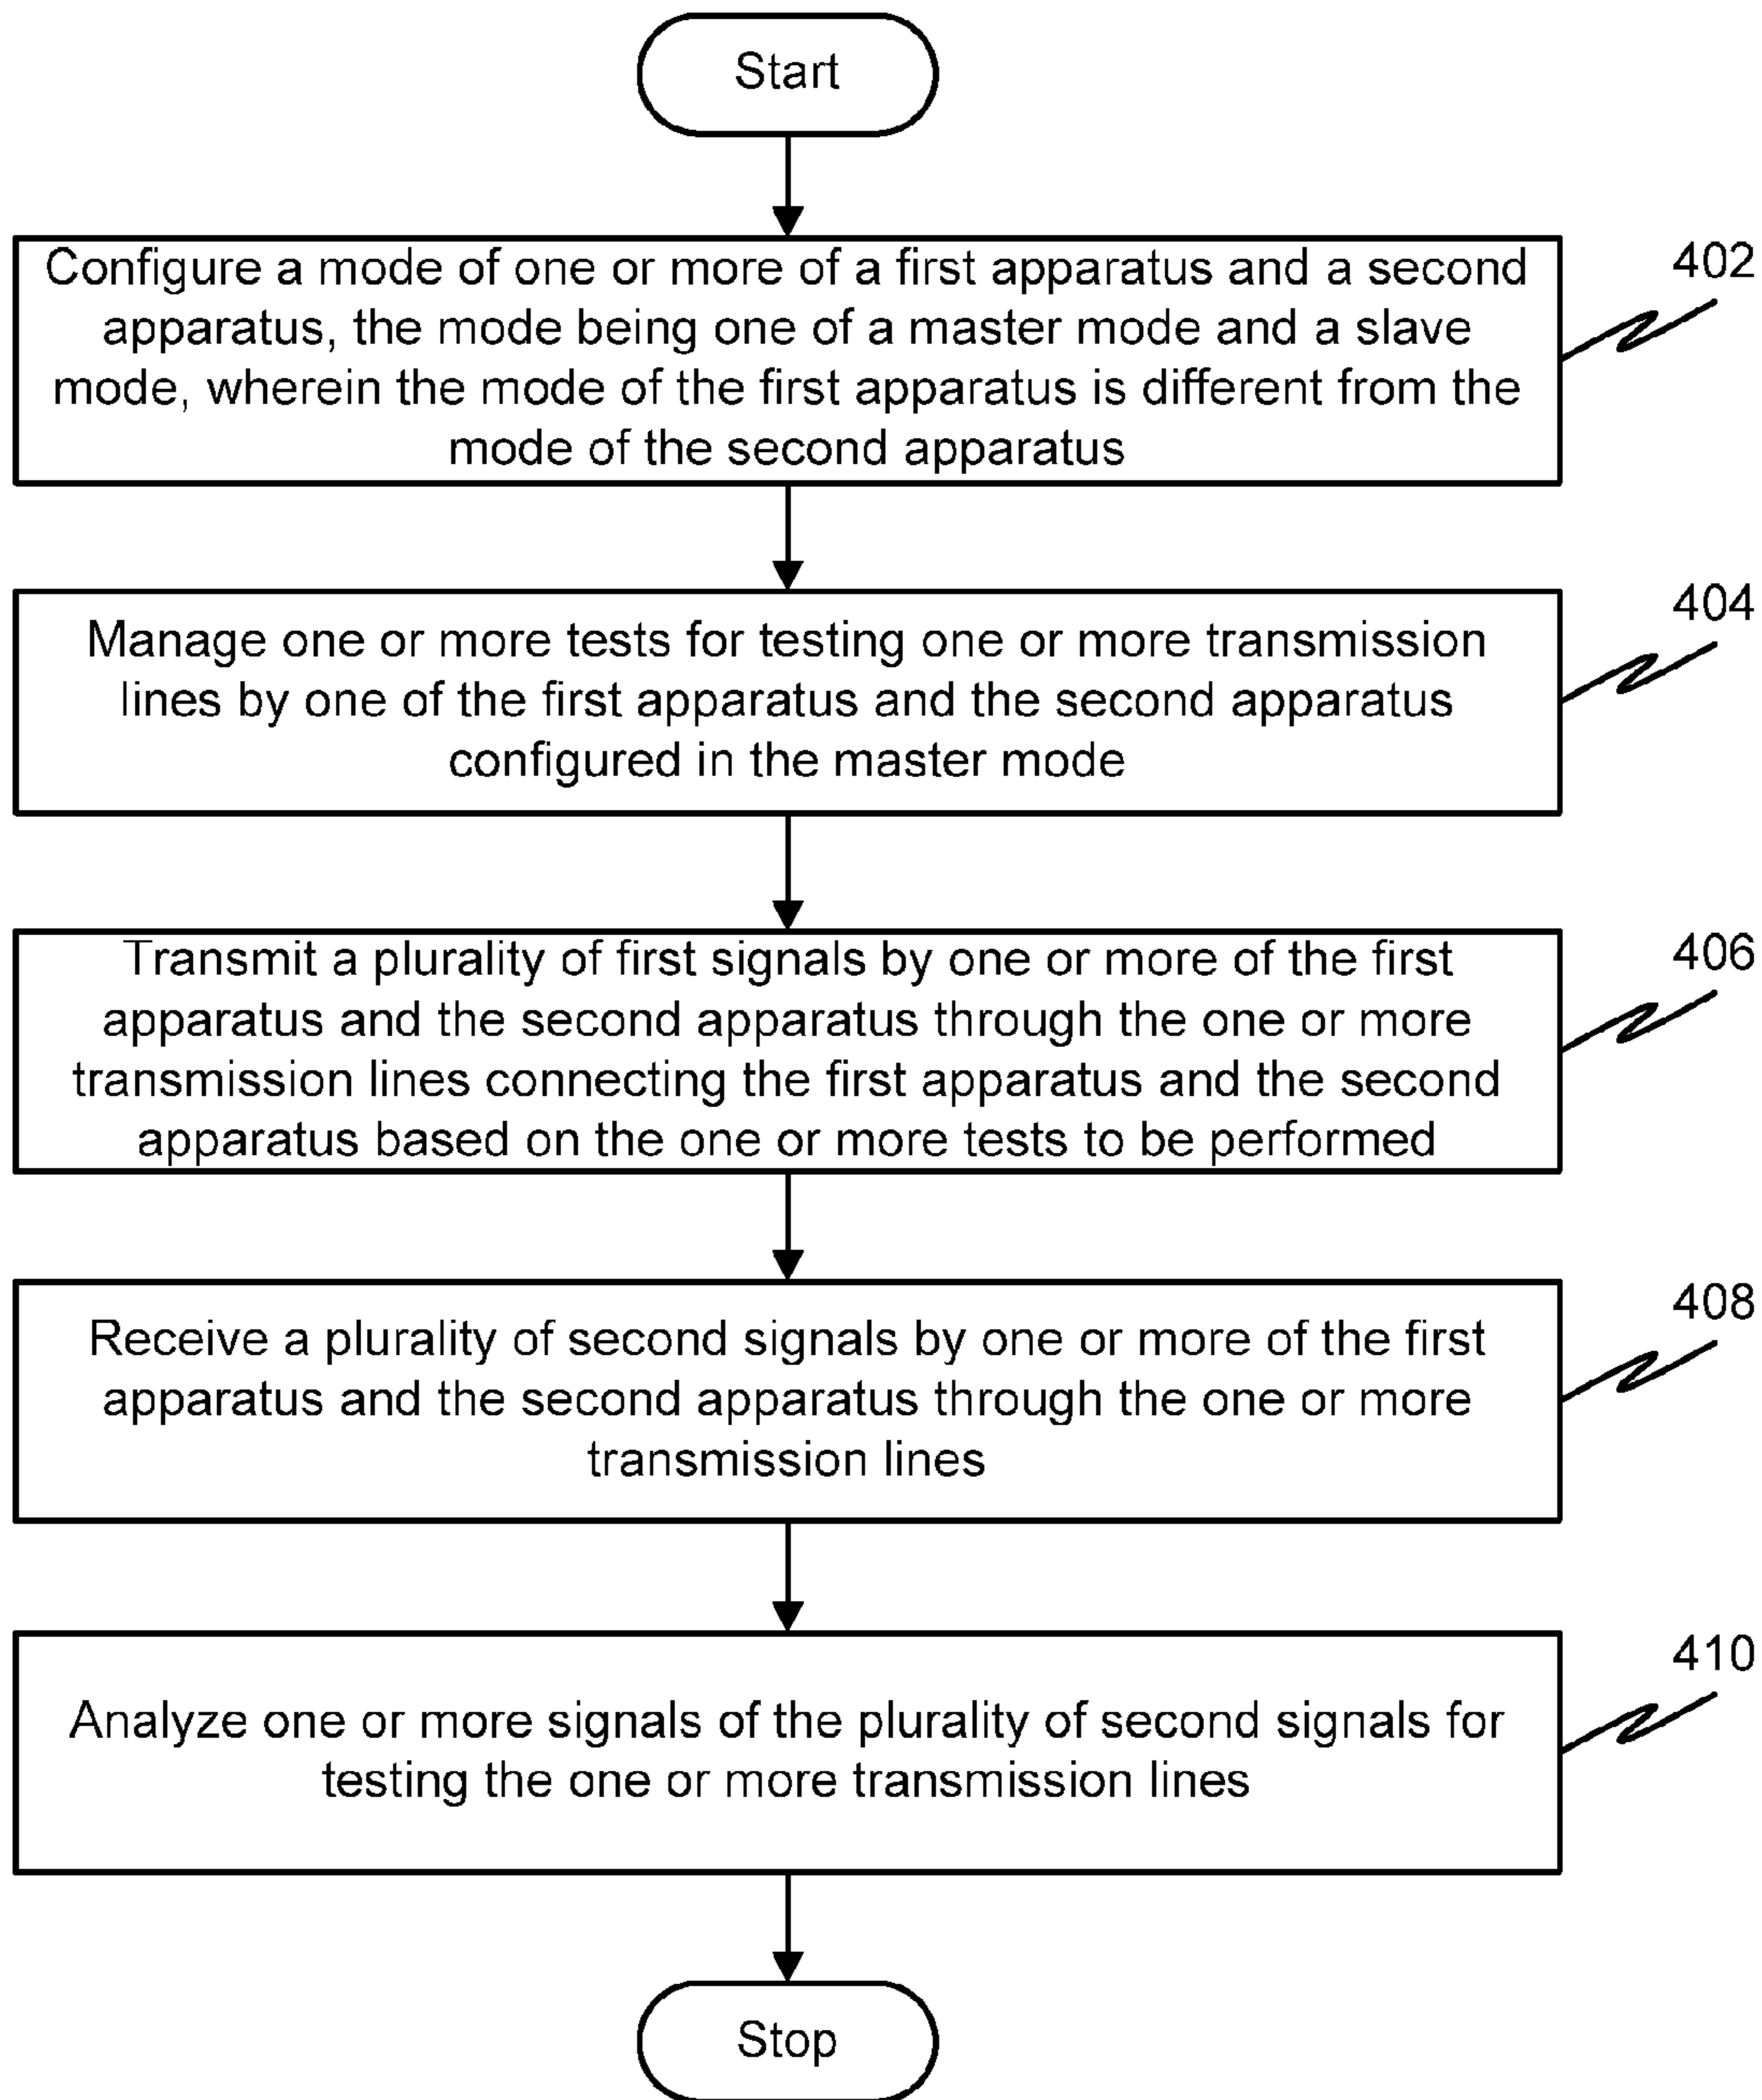 Start
Configure a mode of one or more of a first apparatus and a second
apparatus, the mode being one of a master mode and a slave
mode, wherein the mode of the first apparatus is different from the
mode of the second apparatus
402
Manage one or more tests for testing one or more transmission
lines by one of the first apparatus and the second apparatus
configured in the master mode
404
Transmit a plurality of first signals by one or more of the first
apparatus and the second apparatus through the one or more
transmission lines connecting the first apparatus and the second
apparatus based on the one or more tests to be performed
406
Receive a plurality of second signals by one or more of the first
apparatus and the second apparatus through the one or more
transmission lines
408
Analyze one or more signals of the plurality of second signals for
testing the one or more transmission lines
410
Stop